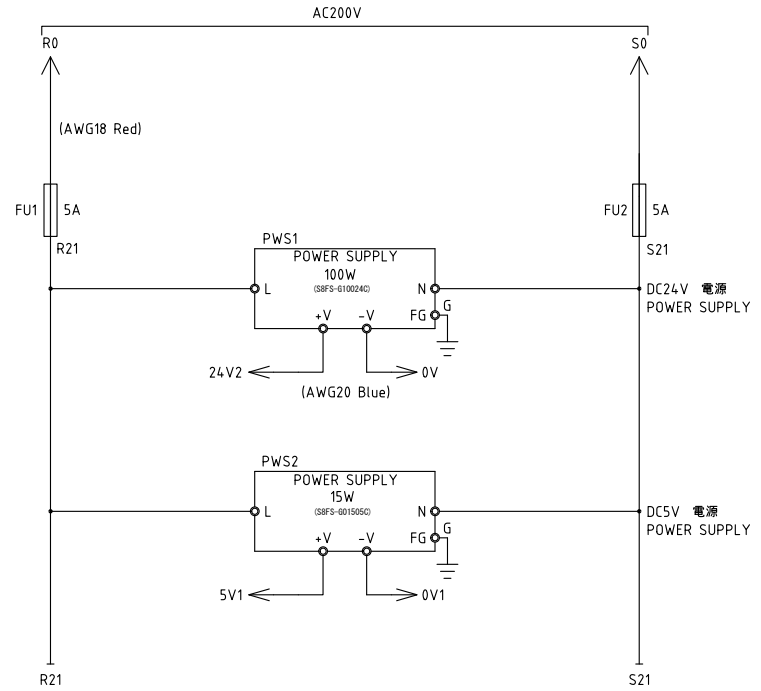 AC200V
R0
S0
(AWG18 Red)
FU1
5A
FU2
5A
R21
S21
PWS1
POWER SUPPLY
100W
(S8FS-G10024C)
L
N
G
FG
+V
-V
DC24V 電源
POWER SUPPLY
24V2
0V
(AWG20 Blue)
PWS2
POWER SUPPLY
15W
(S8FS-G01505C)
L
N
G
FG
+V
-V
DC5V 電源
POWER SUPPLY
5V1
0V1
R21
S21